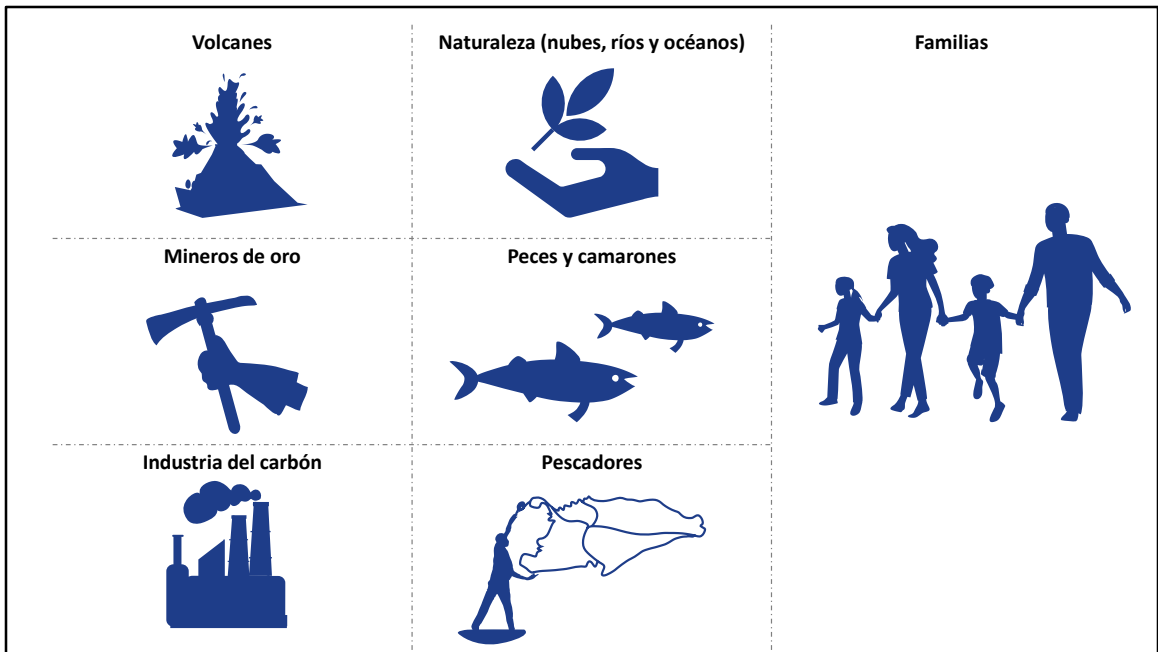 Volcanes
Naturaleza (nubes, ríos y océanos)
Familias
Mineros de oro
Peces y camarones
Industria del carbón
Pescadores